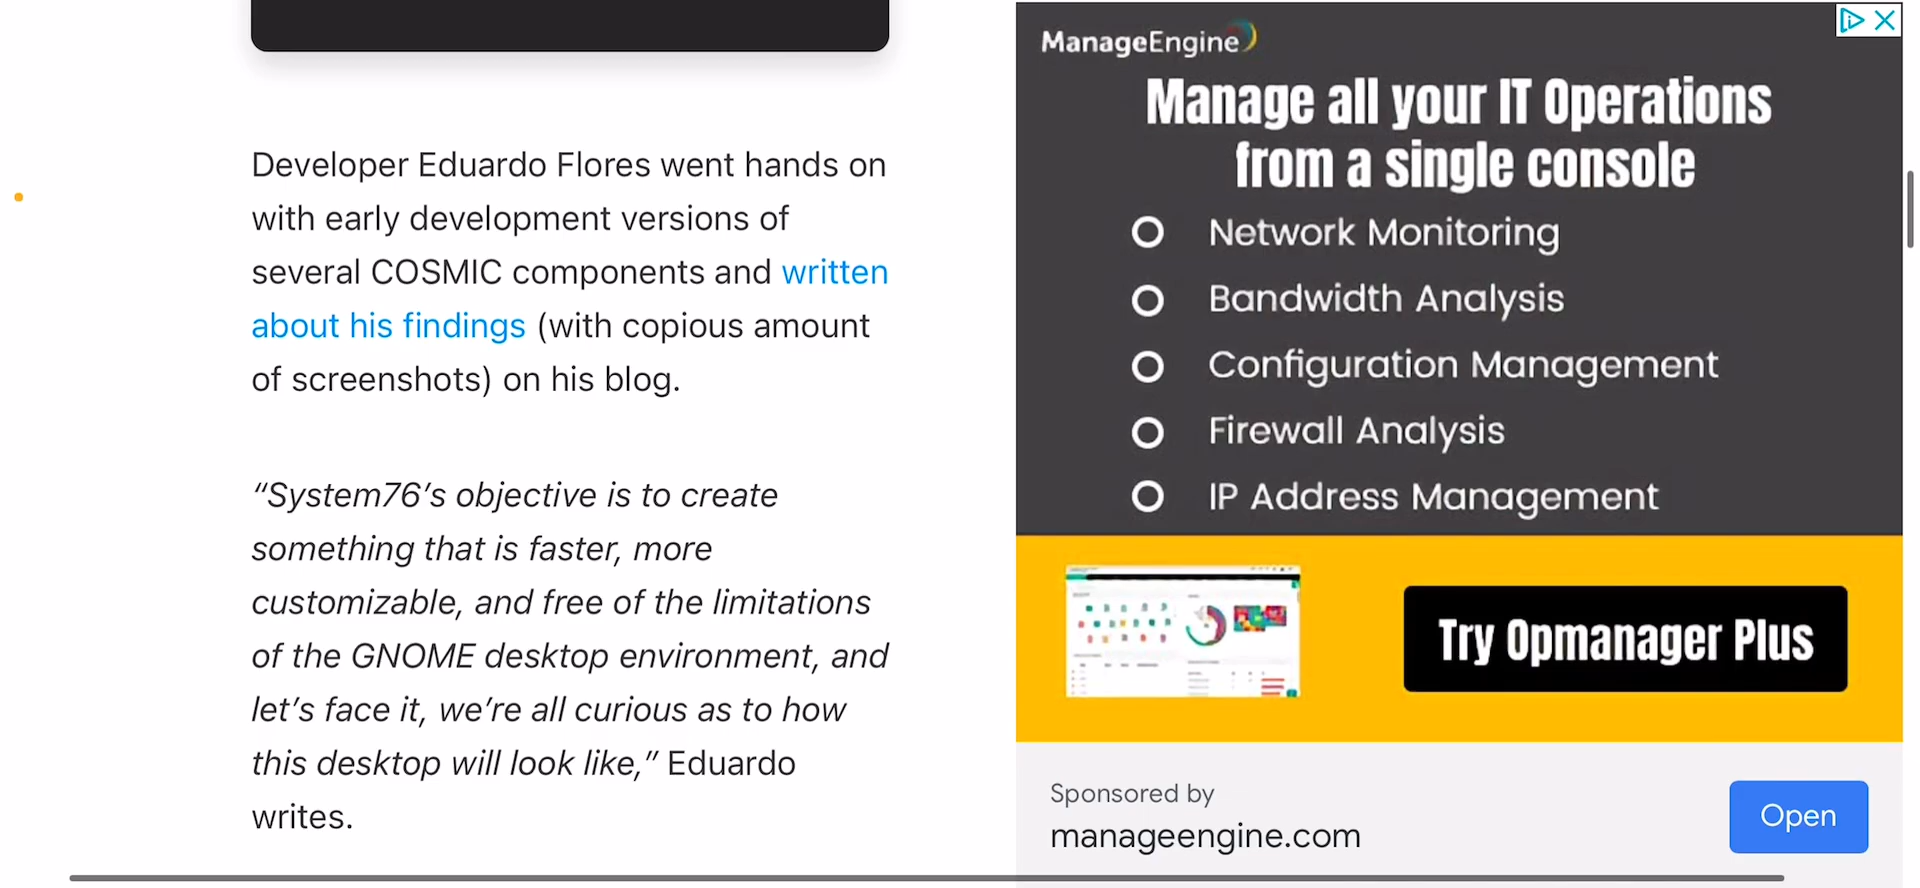 Developer Eduardo Flores went hands on
with early development versions of
several COSMIC components and written
about his findings (with copious amount
of screenshots) on his blog.
“System76’s objective is to create
something that is faster, more
customizable, and free of the limitations
of the GNOME desktop environment, and
let’s face it, we’re all curious as to how
this desktop will look like,” Eduardo
writes.
ManageEngine
Manage all your IT Operations
from a single console
Network Monitoring
Bandwidth Analysis
Configuration Management
Firewall Analysis
IP Address Management
Try Opmanager Plus
Sponsored by
manageengine.com
Open